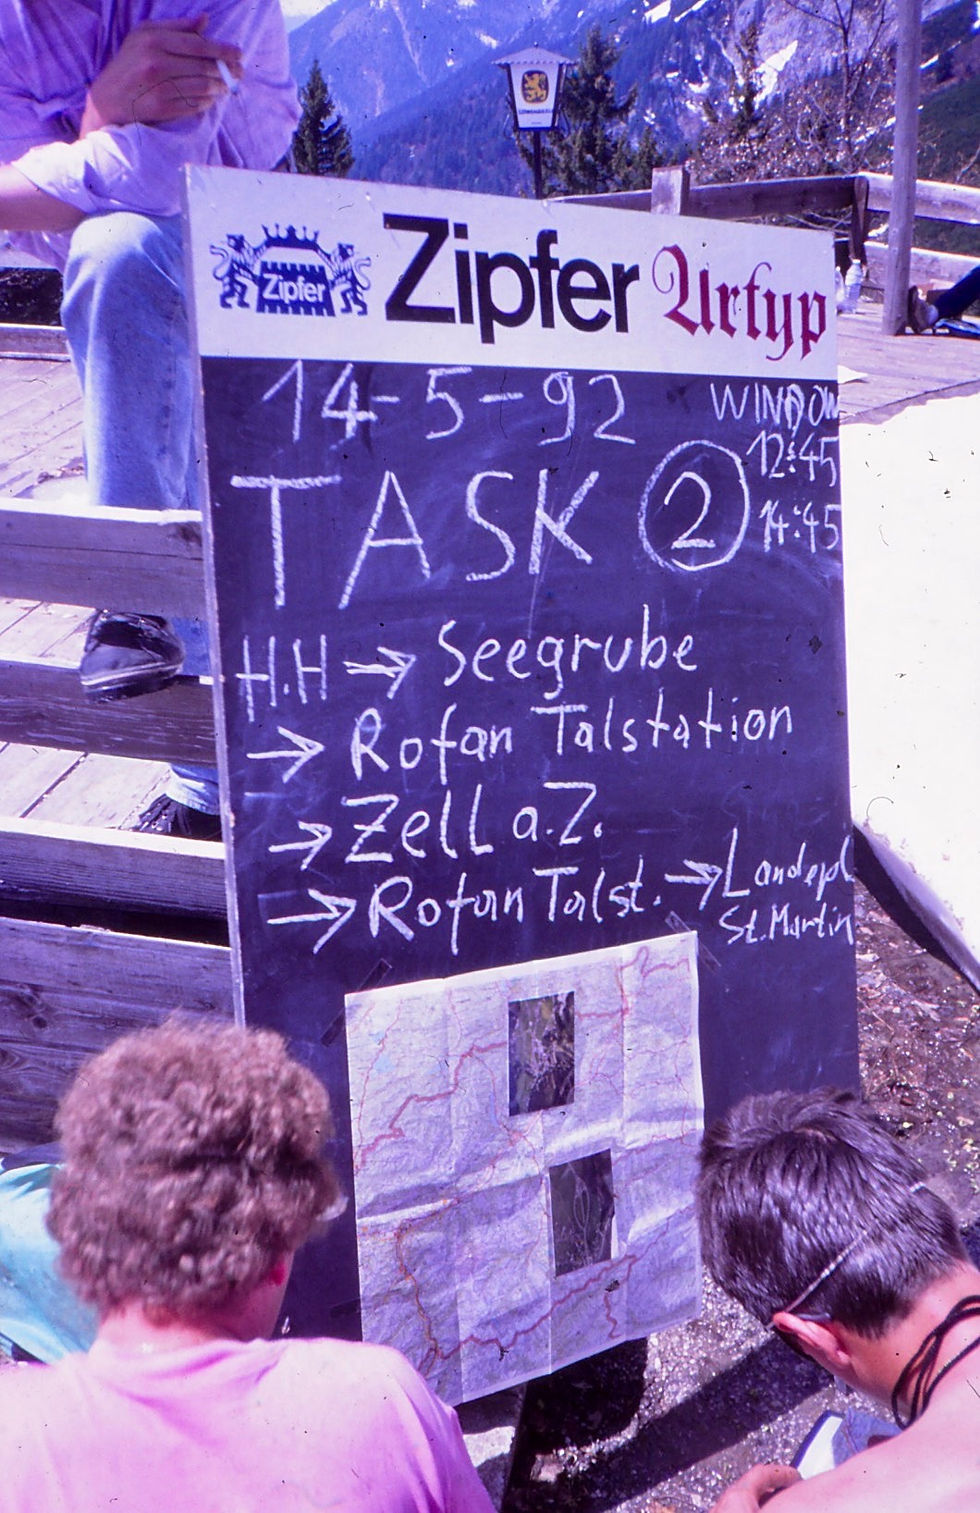 LÖWENBRÄU
Zipfer
Zipfer Urtyp
14-5-92
WINDOW
12:45
14:45
TASK 2
H.H → Seegrube
→ Rofan Talstation
→ Zell a.Z.
→ Rofan Talst. → Landepl
St. Martin